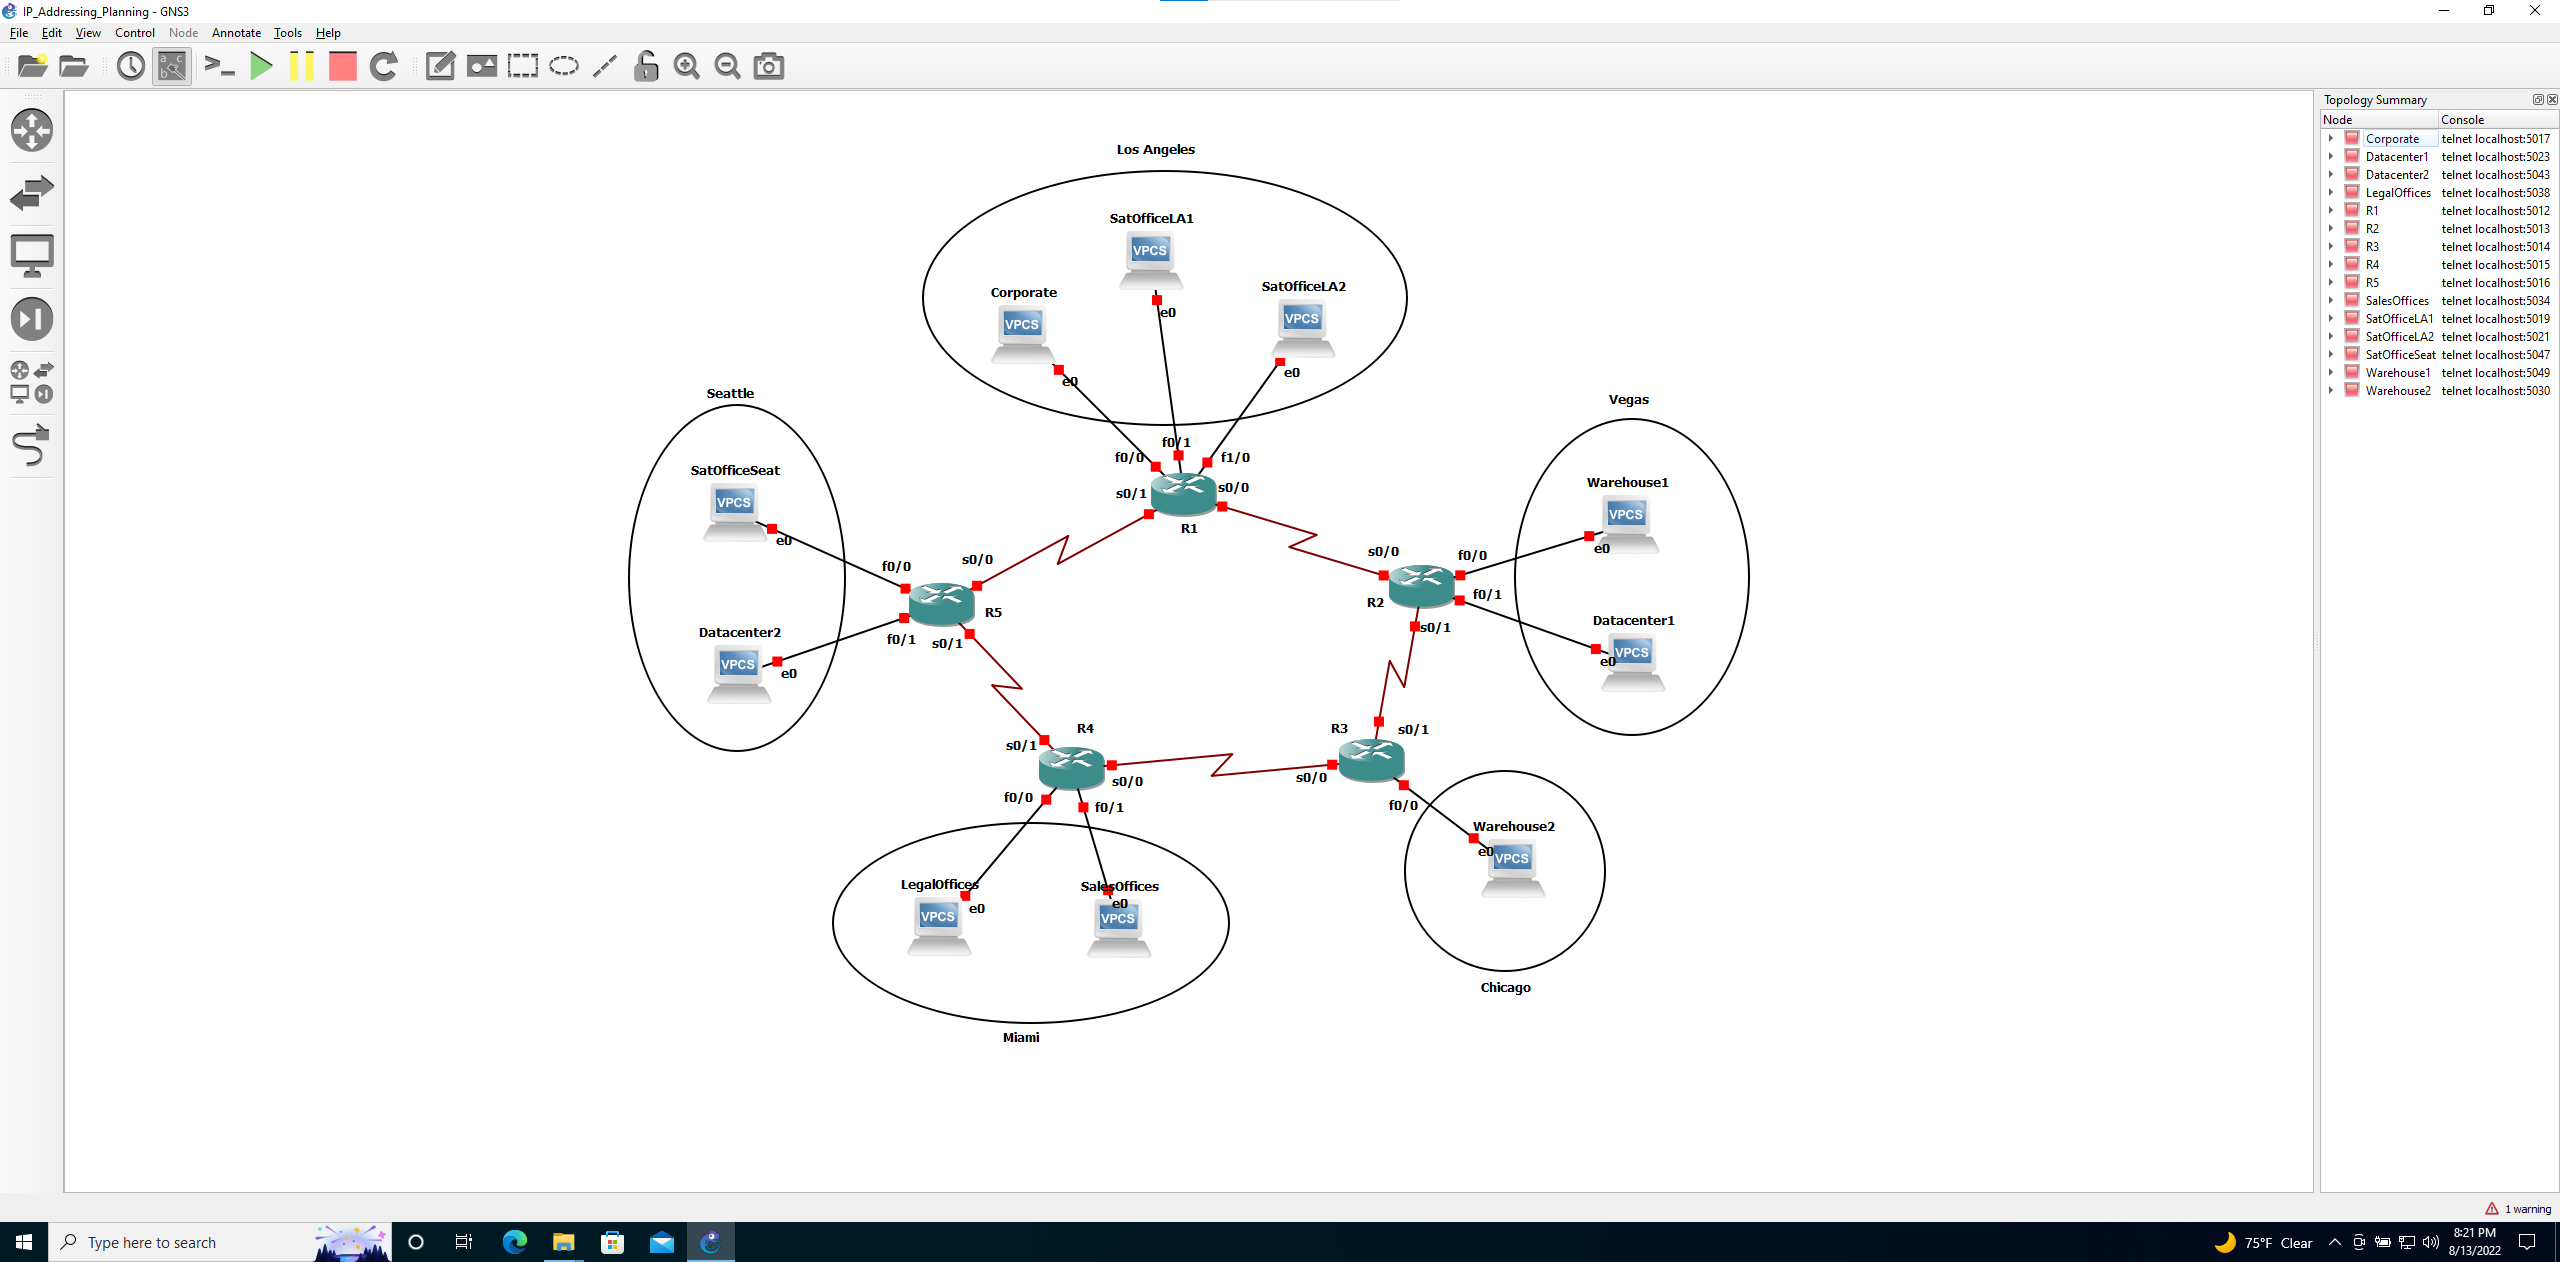 IP_Addressing_Planning - GNS3
File Edit View Control Node Annotate Tools Help
Topology Summary
Node Console
Corporate telnet localhost:5017
Datacenter1 telnet localhost:5023
Datacenter2 telnet localhost:5043
LegalOffices telnet localhost:5038
R1 telnet localhost:5012
R2 telnet localhost:5013
R3 telnet localhost:5014
R4 telnet localhost:5015
R5 telnet localhost:5016
SalesOffices telnet localhost:5034
SatOfficeLA1 telnet localhost:5019
SatOfficeLA2 telnet localhost:5021
SatOfficeSeat telnet localhost:5047
Warehouse1 telnet localhost:5049
Warehouse2 telnet localhost:5030
Los Angeles
SatOfficeLA1
VPCS
e0
Corporate
VPCS
e0
SatOfficeLA2
VPCS
e0
f0/1
f0/0
f1/0
s0/1
s0/0
R1
Seattle
SatOfficeSeat
VPCS
e0
Datacenter2
VPCS
e0
f0/0
s0/0
R5
f0/1
s0/1
Vegas
Warehouse1
VPCS
e0
Datacenter1
VPCS
e0
s0/0
f0/0
f0/1
R2
s0/1
R4
s0/1
s0/0
f0/0
f0/1
R3
s0/1
s0/0
f0/0
Warehouse2
e0
VPCS
Chicago
LegalOffices
e0
VPCS
SalesOffices
e0
VPCS
Miami
1 warning
Type here to search
75°F Clear
8:21 PM
8/13/2022